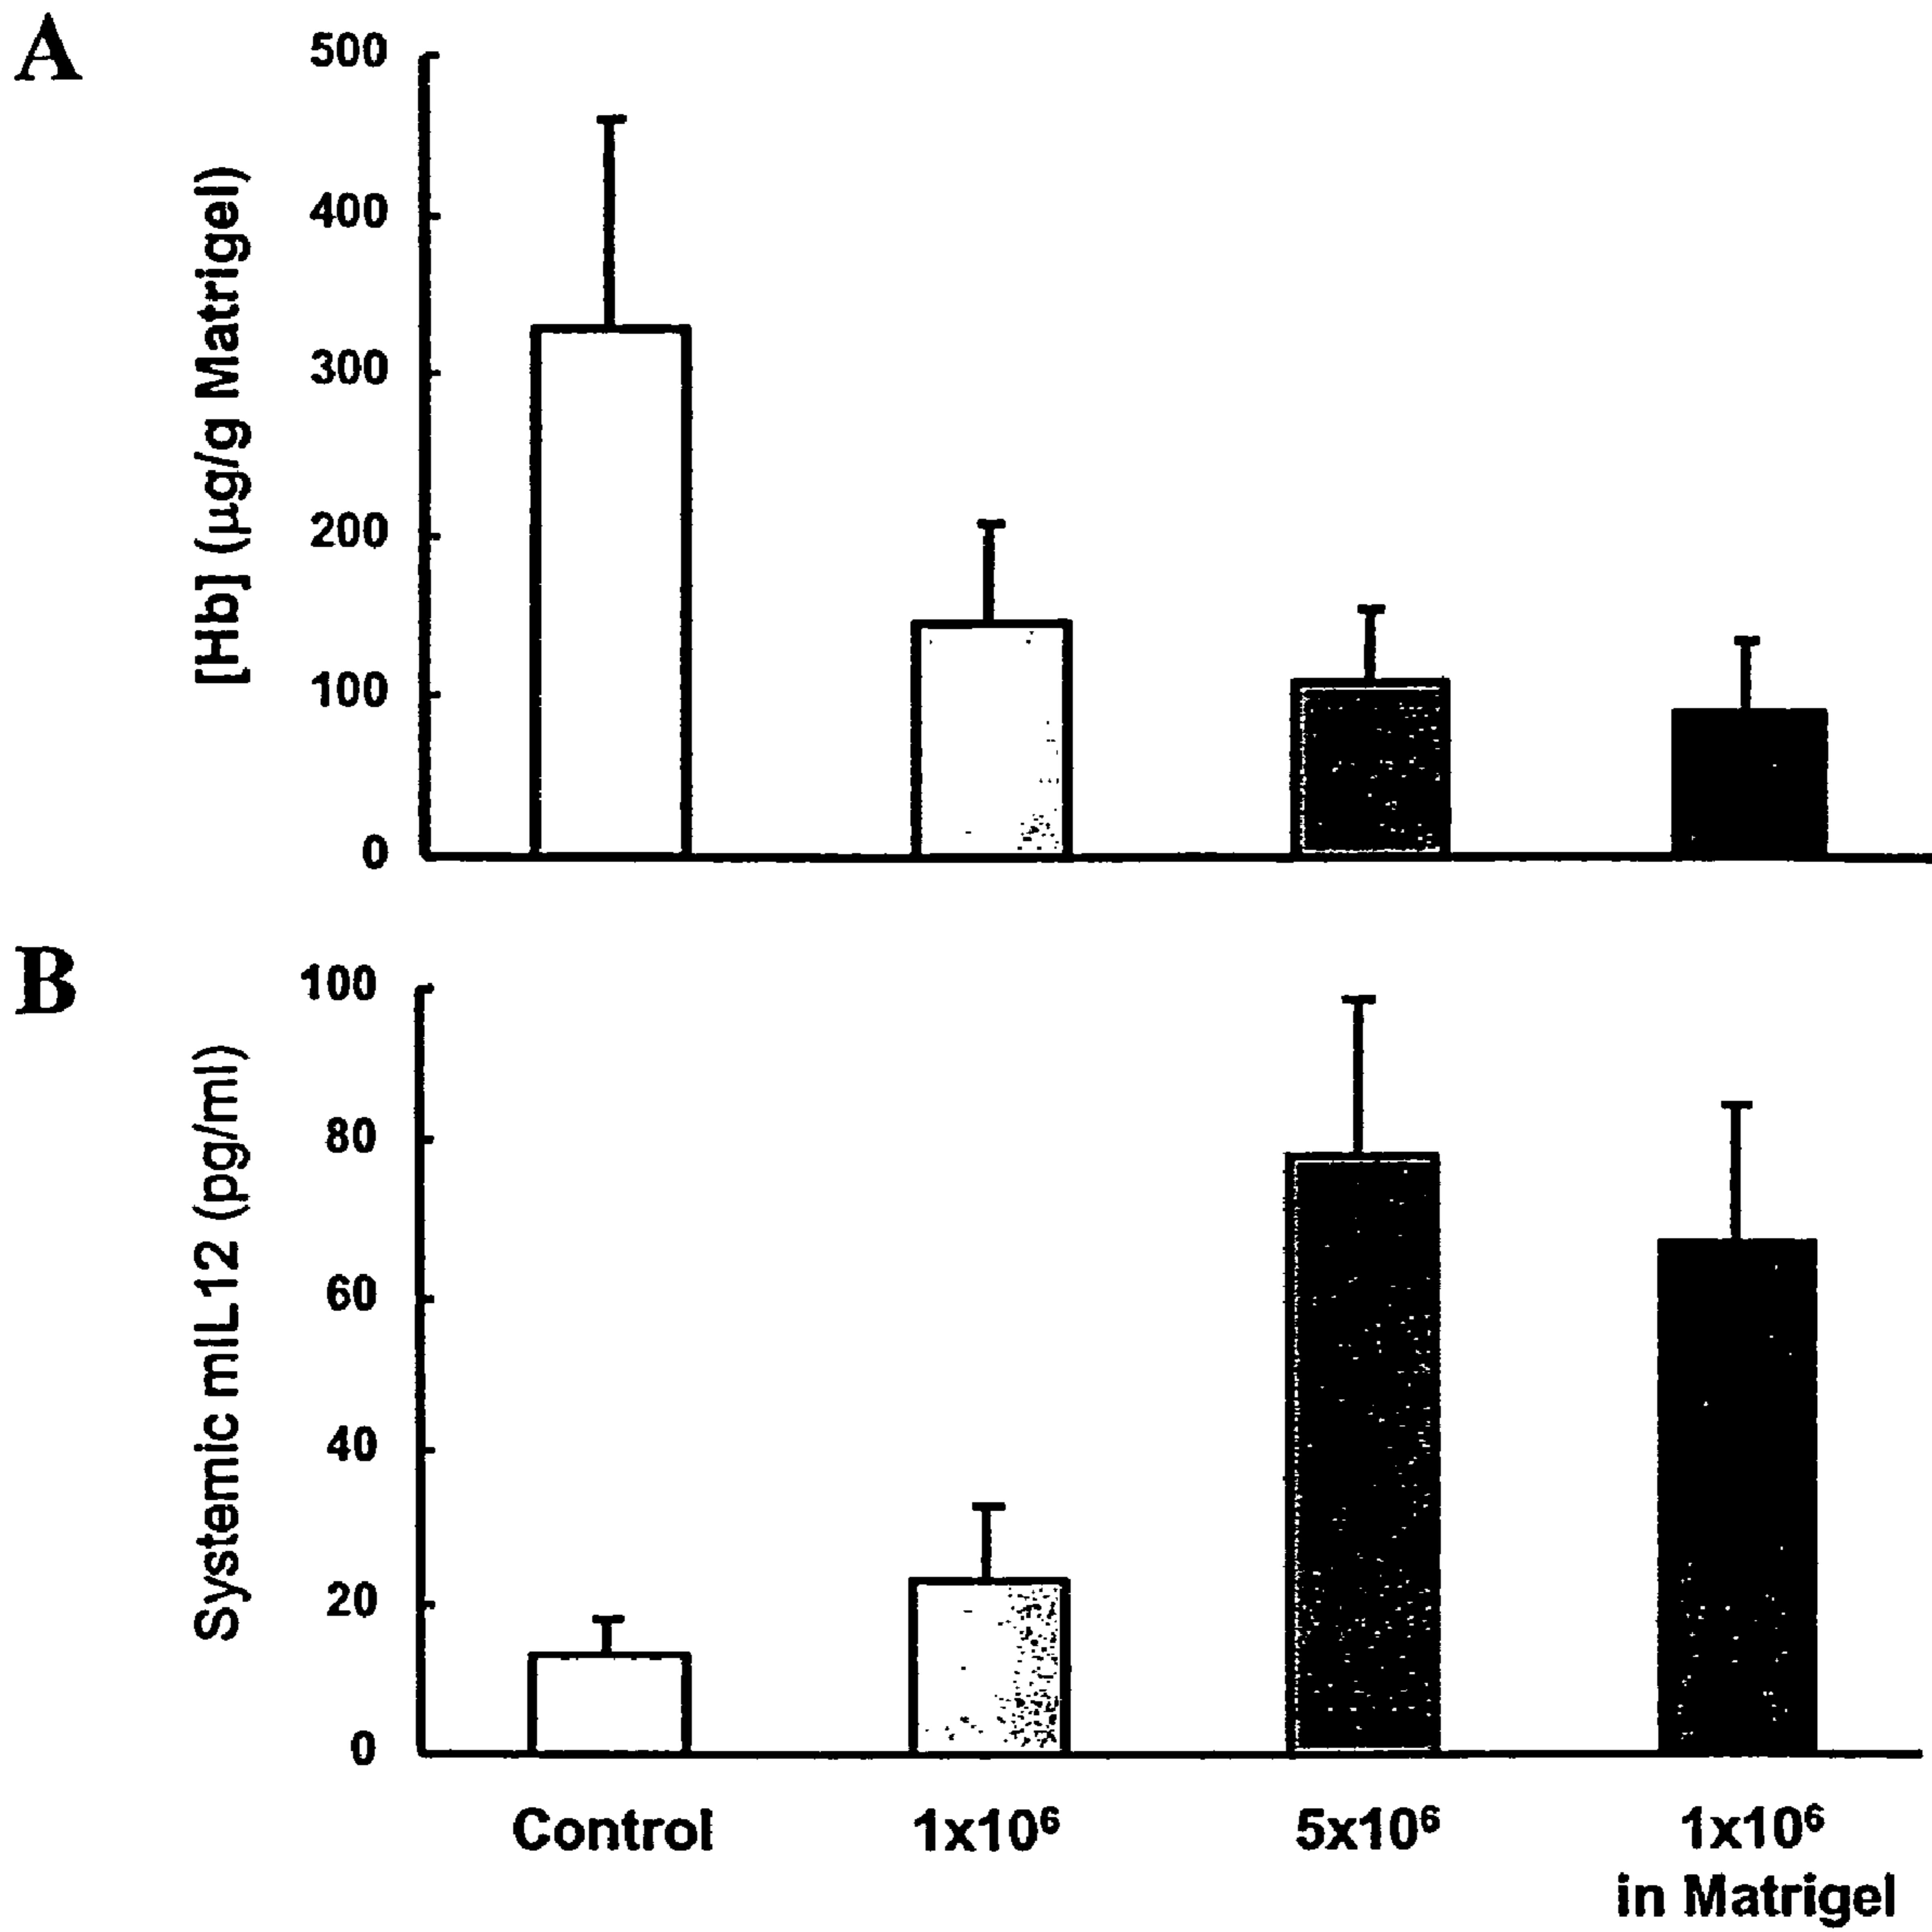 A
[Hb] (µg/g Matrigel)
500
400
300
200
100
0
B
Systemic mIL12 (pg/ml)
100
80
60
40
20
0
Control
1x10⁶
5x10⁶
1x10⁶
in Matrigel